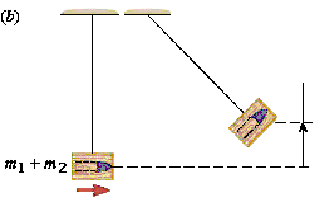 (b)
m₁ + m₂